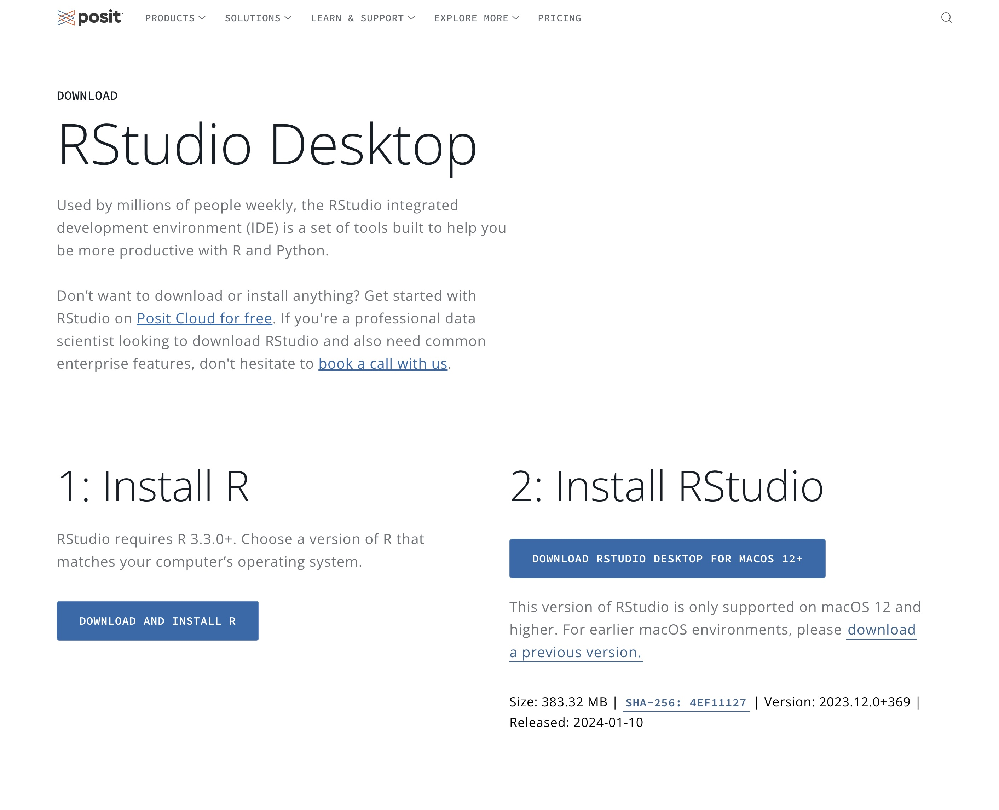 posit™
PRODUCTS
SOLUTIONS
LEARN & SUPPORT
EXPLORE MORE
PRICING
DOWNLOAD
RStudio Desktop
Used by millions of people weekly, the RStudio integrated
development environment (IDE) is a set of tools built to help you
be more productive with R and Python.
Don’t want to download or install anything? Get started with
RStudio on Posit Cloud for free. If you're a professional data
scientist looking to download RStudio and also need common
enterprise features, don't hesitate to book a call with us.
1: Install R
RStudio requires R 3.3.0+. Choose a version of R that
matches your computer’s operating system.
DOWNLOAD AND INSTALL R
2: Install RStudio
DOWNLOAD RSTUDIO DESKTOP FOR MACOS 12+
This version of RStudio is only supported on macOS 12 and
higher. For earlier macOS environments, please download
a previous version.
Size: 383.32 MB | SHA-256: 4EF11127 | Version: 2023.12.0+369 |
Released: 2024-01-10